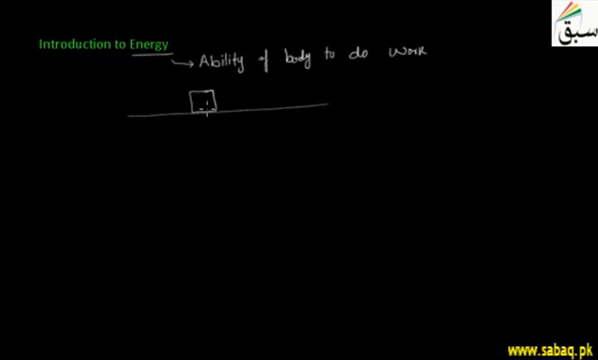 سبق
Introduction to Energy
Ability of body to do work
www.sabaq.pk